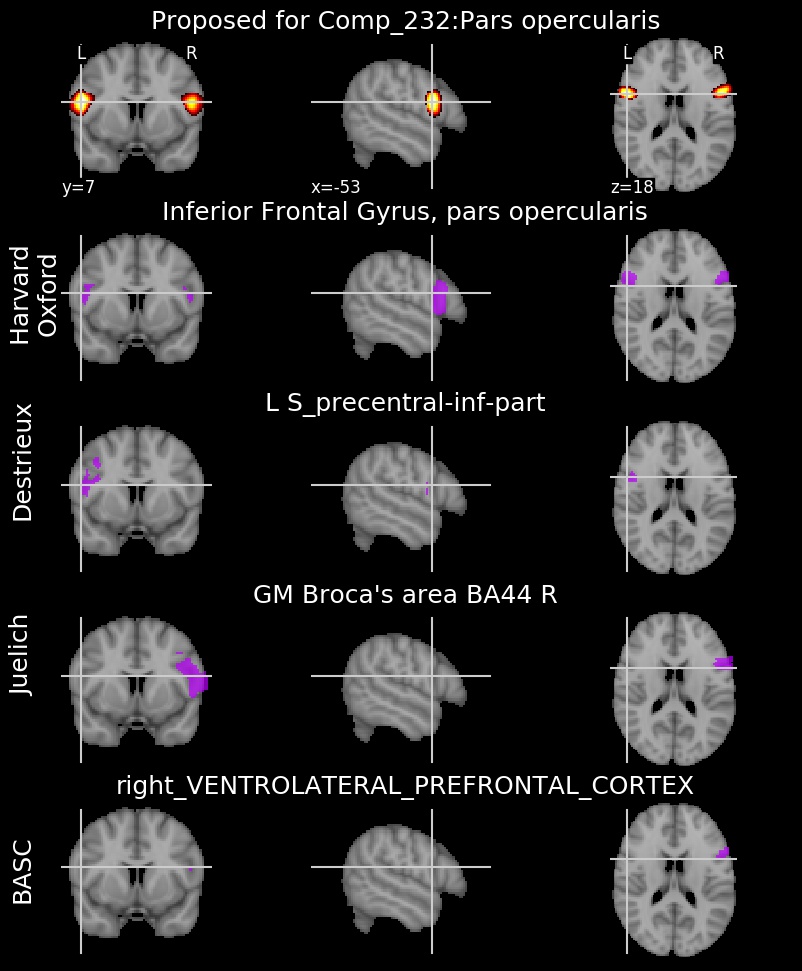 Proposed for Comp_232:Pars opercularis
L R L R
y=7 x=-53 z=18
Inferior Frontal Gyrus, pars opercularis
Harvard
Oxford
L S_precentral-inf-part
Destrieux
GM Broca's area BA44 R
Juelich
right_VENTROLATERAL_PREFRONTAL_CORTEX
BASC